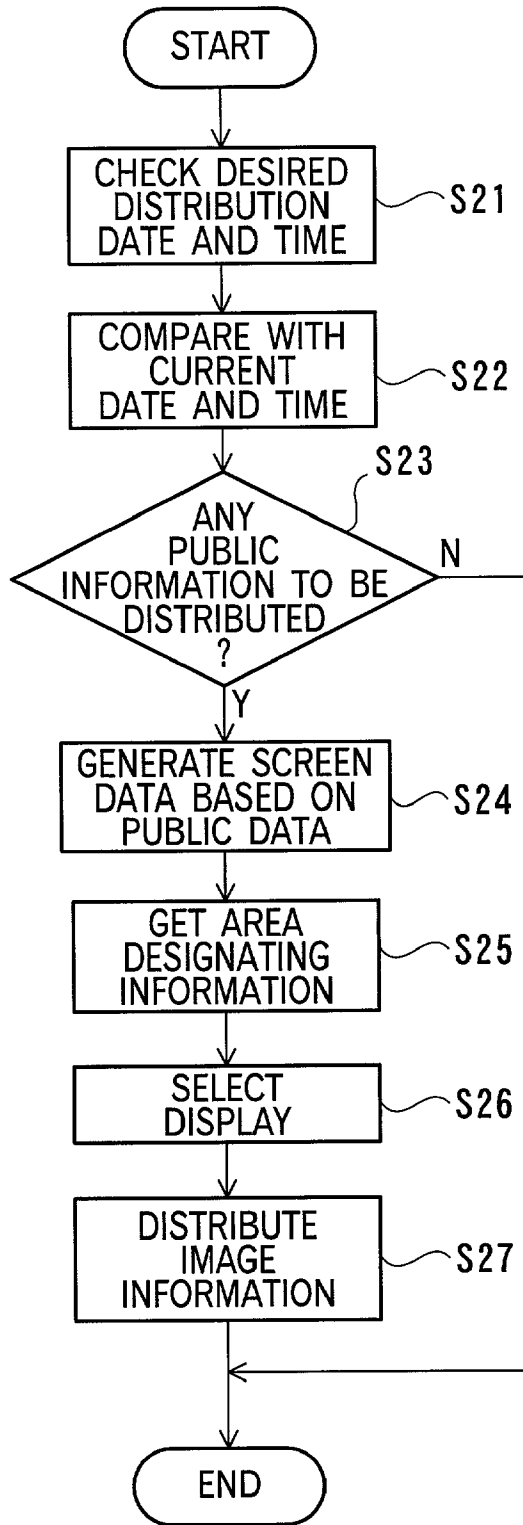 START
CHECK DESIRED
DISTRIBUTION
DATE AND TIME
S21
COMPARE WITH
CURRENT
DATE AND TIME
S22
S23
ANY
PUBLIC
INFORMATION TO BE
DISTRIBUTED
?
N
Y
GENERATE SCREEN
DATA BASED ON
PUBLIC DATA
S24
GET AREA
DESIGNATING
INFORMATION
S25
SELECT
DISPLAY
S26
DISTRIBUTE
IMAGE
INFORMATION
S27
END